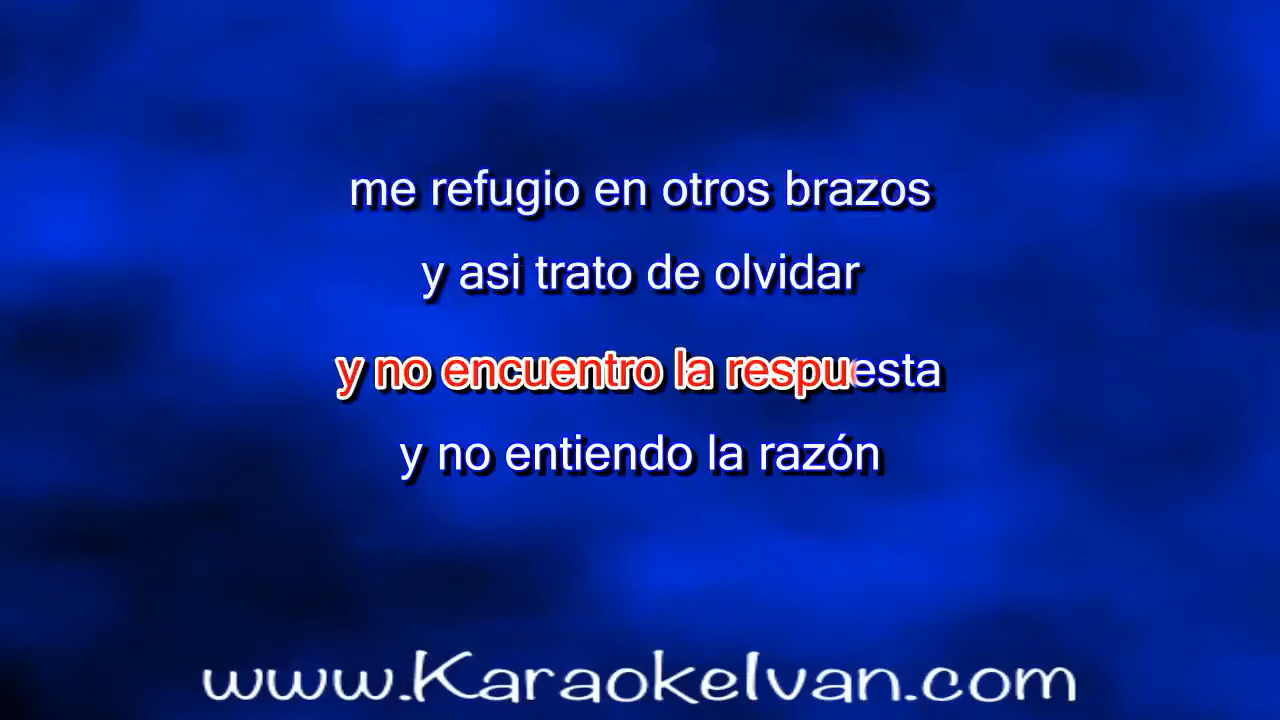 me refugio en otros brazos
y asi trato de olvidar
y no encuentro la respuesta
y no entiendo la razón
www.KaraokeIvan.com